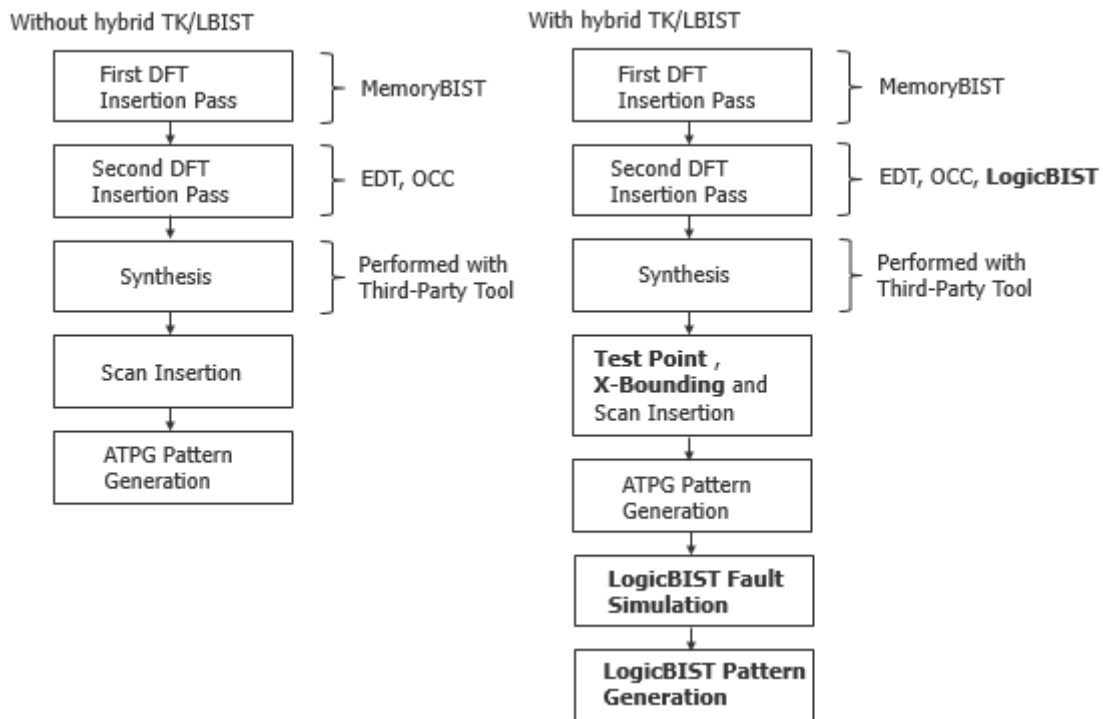 Without hybrid TK/LBIST
First DFT
Insertion Pass
MemoryBIST
Second DFT
Insertion Pass
EDT, OCC
Synthesis
Performed with
Third-Party Tool
Scan Insertion
ATPG Pattern
Generation
With hybrid TK/LBIST
First DFT
Insertion Pass
MemoryBIST
Second DFT
Insertion Pass
EDT, OCC, LogicBIST
Synthesis
Performed with
Third-Party Tool
Test Point ,
X-Bounding and
Scan Insertion
ATPG Pattern
Generation
LogicBIST Fault
Simulation
LogicBIST Pattern
Generation